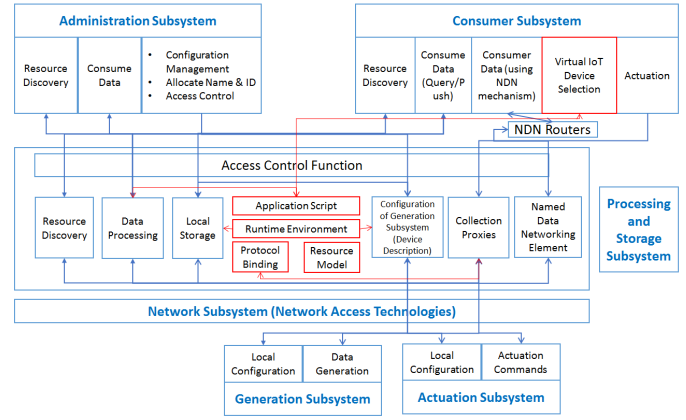 Administration Subsystem
Resource
Discovery
Consume
Data
• Configuration
Management
• Allocate Name & ID
• Access Control
Consumer Subsystem
Resource
Discovery
Consume
Data
(Query/P
ush)
Consumer
Data (using
NDN
mechanism)
Virtual IoT
Device
Selection
Actuation
NDN Routers
Access Control Function
Resource
Discovery
Data
Processing
Local
Storage
Application Script
Runtime Environment
Protocol
Binding
Resource
Model
Configuration
of Generation
Subsystem
(Device
Description)
Collection
Proxies
Named
Data
Networking
Element
Processing
and
Storage
Subsystem
Network Subsystem (Network Access Technologies)
Local
Configuration
Data
Generation
Generation Subsystem
Local
Configuration
Actuation
Commands
Actuation Subsystem